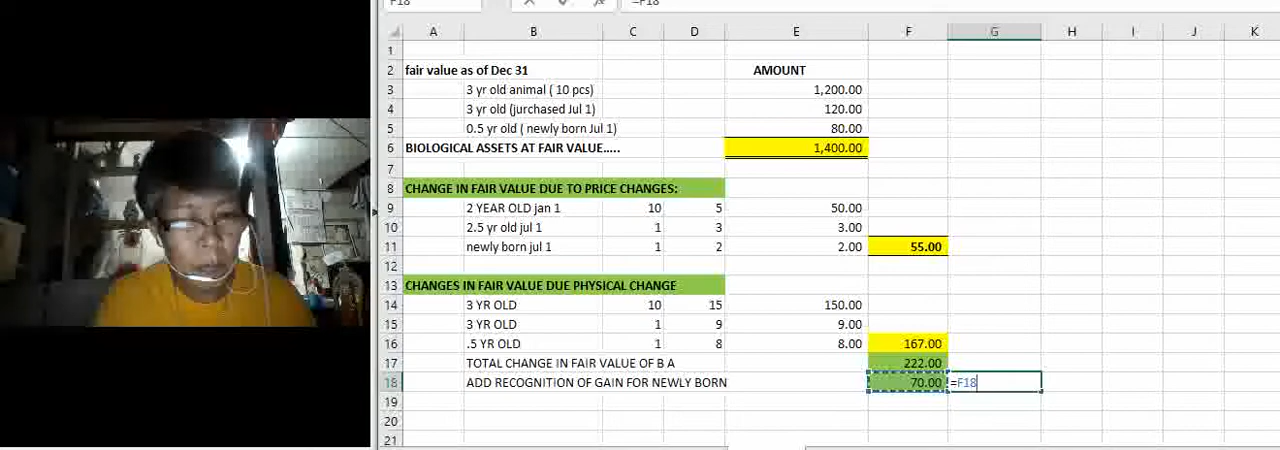 F18 =F18
A B C D E F G H I J K
1
2 fair value as of Dec 31 AMOUNT
3 3 yr old animal ( 10 pcs) 1,200.00
4 3 yr old (jurchased Jul 1) 120.00
5 0.5 yr old ( newly born Jul 1) 80.00
6 BIOLOGICAL ASSETS AT FAIR VALUE..... 1,400.00
7
8 CHANGE IN FAIR VALUE DUE TO PRICE CHANGES:
9 2 YEAR OLD jan 1 10 5 50.00
10 2.5 yr old jul 1 1 3 3.00
11 newly born jul 1 1 2 2.00 55.00
12
13 CHANGES IN FAIR VALUE DUE PHYSICAL CHANGE
14 3 YR OLD 10 15 150.00
15 3 YR OLD 1 9 9.00
16 .5 YR OLD 1 8 8.00 167.00
17 TOTAL CHANGE IN FAIR VALUE OF B A 222.00
18 ADD RECOGNITION OF GAIN FOR NEWLY BORN 70.00 =F18
19
20
21